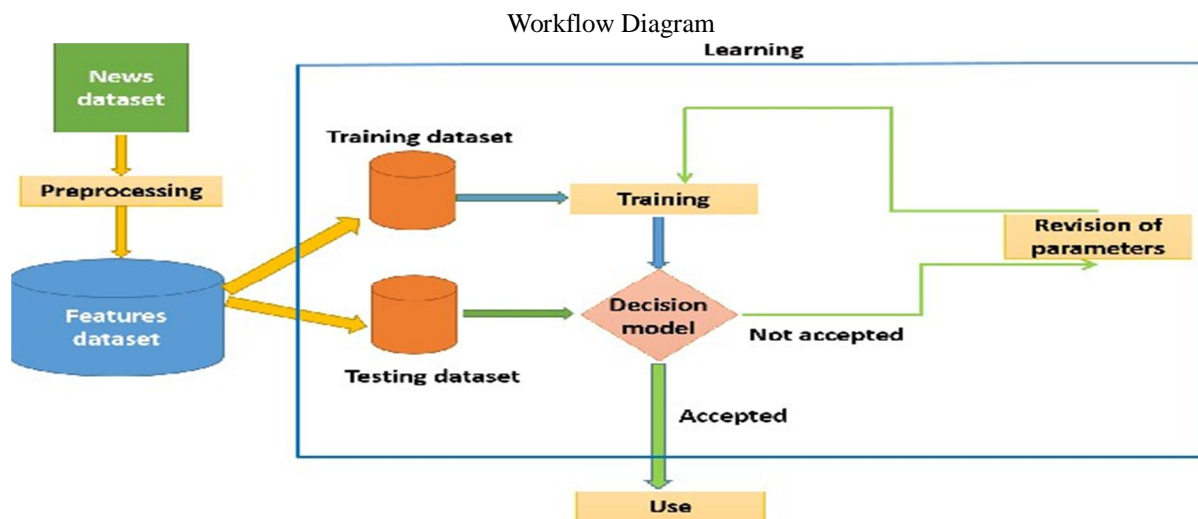 Workflow Diagram
Learning
News
dataset
Preprocessing
Features
dataset
Training dataset
Training
Revision of
parameters
Decision
model
Not accepted
Testing dataset
Accepted
Use